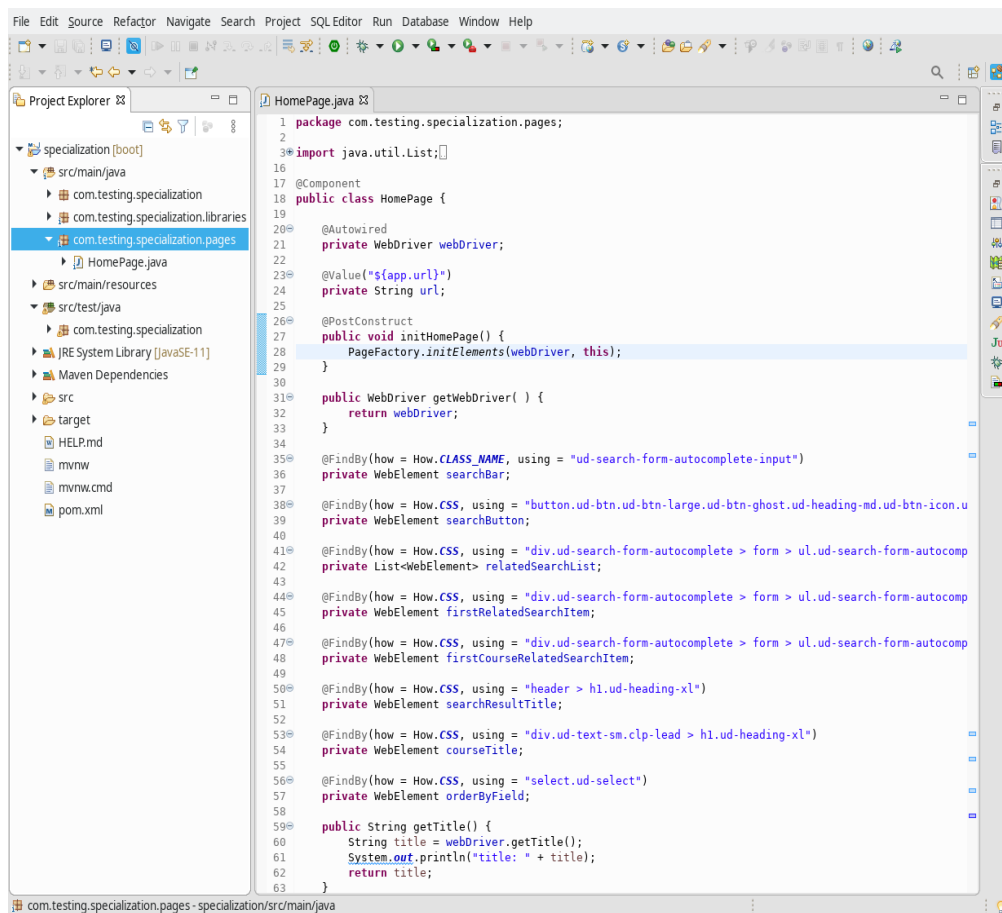 File Edit Source Refactor Navigate Search Project SQL Editor Run Database Window Help
Project Explorer
specialization [boot]
src/main/java
com.testing.specialization
com.testing.specialization.libraries
com.testing.specialization.pages
HomePage.java
src/main/resources
src/test/java
com.testing.specialization
JRE System Library [JavaSE-11]
Maven Dependencies
src
target
HELP.md
mvnw
mvnw.cmd
pom.xml
HomePage.java
1 package com.testing.specialization.pages;
2
3 import java.util.List;
16
17 @Component
18 public class HomePage {
19
20 @Autowired
21 private WebDriver webDriver;
22
23 @Value("${app.url}")
24 private String url;
25
26 @PostConstruct
27 public void initHomePage() {
28 PageFactory.initElements(webDriver, this);
29 }
30
31 public WebDriver getWebDriver( ) {
32 return webDriver;
33 }
34
35 @FindBy(how = How.CLASS_NAME, using = "ud-search-form-autocomplete-input")
36 private WebElement searchBar;
37
38 @FindBy(how = How.CSS, using = "button.ud-btn.ud-btn-large.ud-btn-ghost.ud-heading-md.ud-btn-icon.u
39 private WebElement searchButton;
40
41 @FindBy(how = How.CSS, using = "div.ud-search-form-autocomplete > form > ul.ud-search-form-autocomp
42 private List<WebElement> relatedSearchList;
43
44 @FindBy(how = How.CSS, using = "div.ud-search-form-autocomplete > form > ul.ud-search-form-autocomp
45 private WebElement firstRelatedSearchItem;
46
47 @FindBy(how = How.CSS, using = "div.ud-search-form-autocomplete > form > ul.ud-search-form-autocomp
48 private WebElement firstCourseRelatedSearchItem;
49
50 @FindBy(how = How.CSS, using = "header > h1.ud-heading-xl")
51 private WebElement searchResultTitle;
52
53 @FindBy(how = How.CSS, using = "div.ud-text-sm.clp-lead > h1.ud-heading-xl")
54 private WebElement courseTitle;
55
56 @FindBy(how = How.CSS, using = "select.ud-select")
57 private WebElement orderByField;
58
59 public String getTitle() {
60 String title = webDriver.getTitle();
61 System.out.println("title: " + title);
62 return title;
63 }
com.testing.specialization.pages - specialization/src/main/java